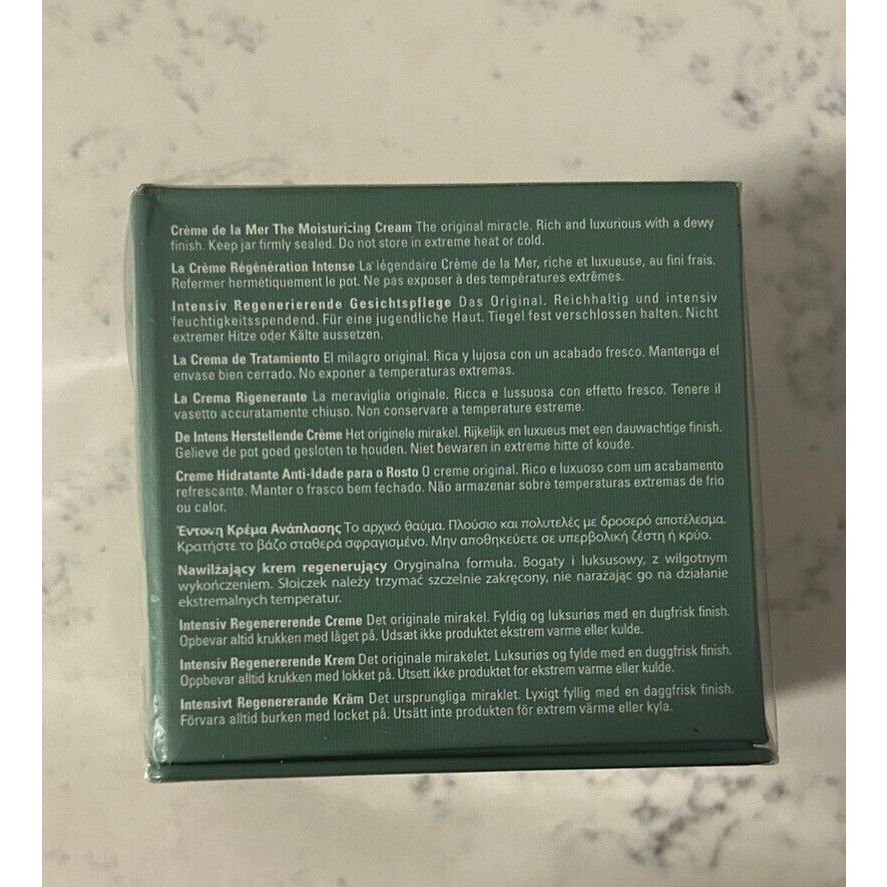 Crème de la Mer The Moisturizing Cream The original miracle. Rich and luxurious with a dewy
finish. Keep jar firmly sealed. Do not store in extreme heat or cold.
La Crème Régénération Intense La légendaire Crème de la Mer, riche et luxueuse, au fini frais.
Refermer hermétiquement le pot. Ne pas exposer à des températures extrêmes.
Intensiv Regenerierende Gesichtspflege Das Original. Reichhaltig und intensiv
feuchtigkeitsspendend. Für eine jugendliche Haut. Tiegel fest verschlossen halten. Nicht
extremer Hitze oder Kälte aussetzen.
La Crema de Tratamiento El milagro original. Rica y lujosa con un acabado fresco. Mantenga el
envase bien cerrado. No exponer a temperaturas extremas.
La Crema Rigenerante La meraviglia originale. Ricca e lussuosa con effetto fresco. Tenere il
vasetto accuratamente chiuso. Non conservare a temperature estreme.
De Intens Herstellende Crème Het originele mirakel. Rijkelijk en luxueus met een dauwachtige finish.
Gelieve de pot goed gesloten te houden. Niet bewaren in extreme hitte of koude.
Creme Hidratante Anti-Idade para o Rosto O creme original. Rico e luxuoso com um acabamento
refrescante. Manter o frasco bem fechado. Não armazenar sobre temperaturas extremas de frio
ou calor.
Έντονη Κρέμα Ανάπλασης Το αρχικό θαύμα. Πλούσιο και πολυτελές με δροσερό αποτέλεσμα.
Κρατήστε το βάζο σταθερά σφραγισμένο. Μην αποθηκεύετε σε υπερβολική ζέστη ή κρύο.
Nawilżający krem regenerujący Oryginalna formuła. Bogaty i luksusowy, z wilgotnym
wykończeniem. Słoiczek należy trzymać szczelnie zakręcony, nie narażając go na działanie
ekstremalnych temperatur.
Intensiv Regenererende Creme Det originale mirakel. Fyldig og luksuriøs med en dugfrisk finish.
Opbevar altid krukken med låget på. Udsæt ikke produktet ekstrem varme eller kulde.
Intensiv Regenererende Krem Det originale mirakelet. Luksuriøs og fylde med en duggfrisk finish.
Oppbevar alltid krukken med lokket på. Utsett ikke produktet for ekstrem varme eller kulde.
Intensivt Regenererande Kräm Det ursprungliga miraklet. Lyxigt fyllig med en daggfrisk finish.
Förvara alltid burken med locket på. Utsätt inte produkten för extrem värme eller kyla.